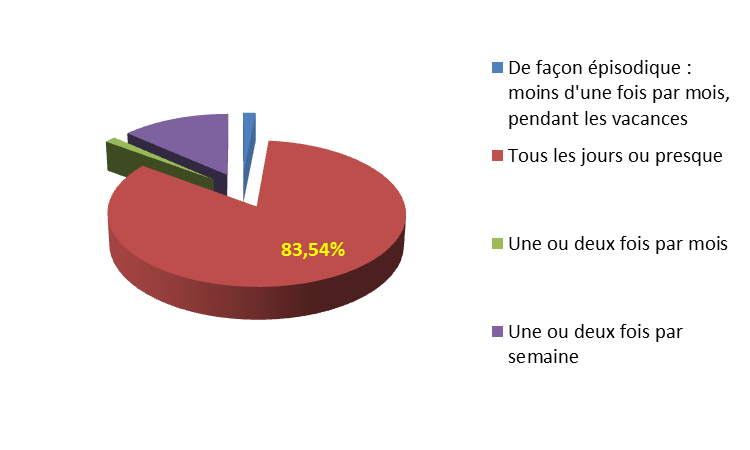 De façon épisodique :
moins d'une fois par mois,
pendant les vacances
Tous les jours ou presque
83,54%
Une ou deux fois par mois
Une ou deux fois par
semaine